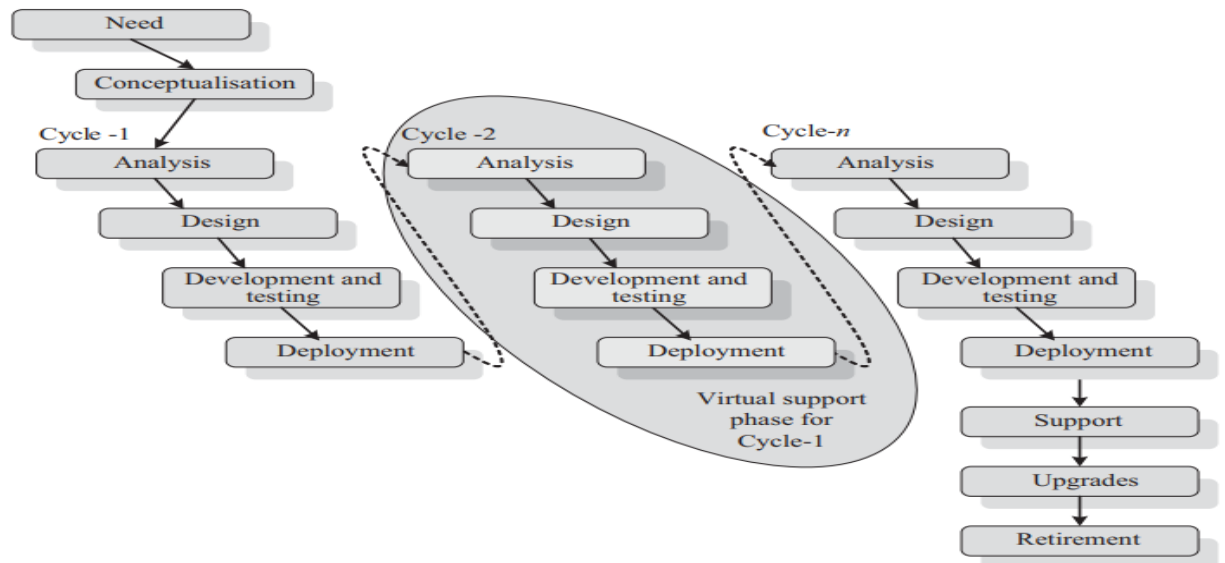 Need
Conceptualisation
Cycle -1
Analysis
Design
Development and
testing
Deployment
Cycle -2
Analysis
Design
Development and
testing
Deployment
Virtual support
phase for
Cycle-1
Cycle-n
Analysis
Design
Development and
testing
Deployment
Support
Upgrades
Retirement